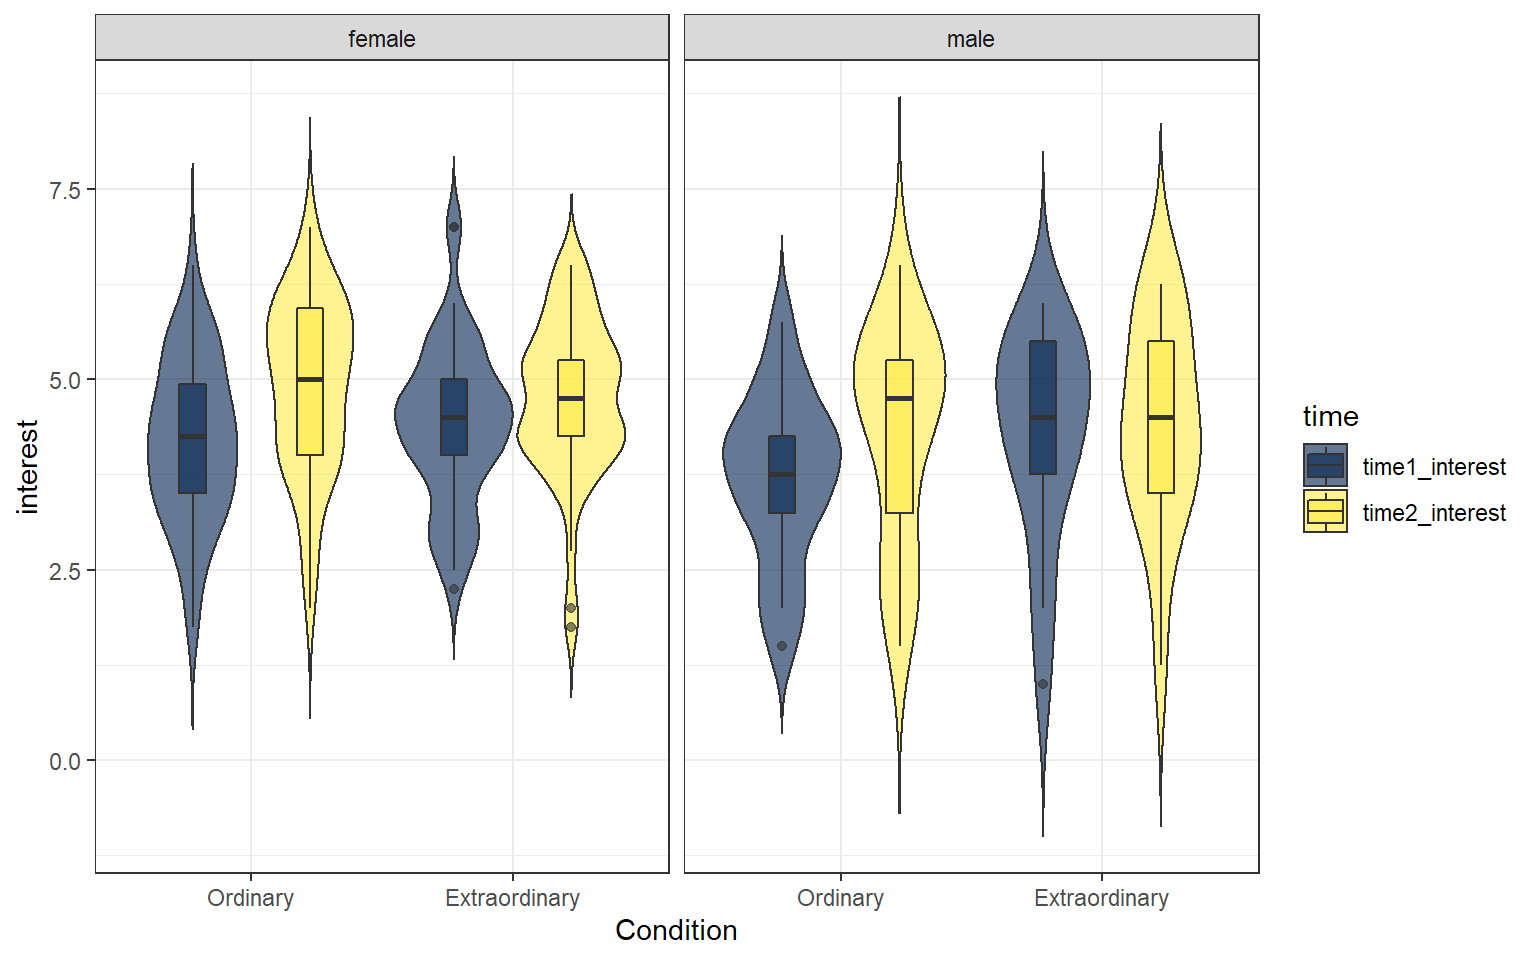 female
male
interest
7.5
5.0
2.5
0.0
Ordinary
Extraordinary
Ordinary
Extraordinary
Condition
time
time1_interest
time2_interest